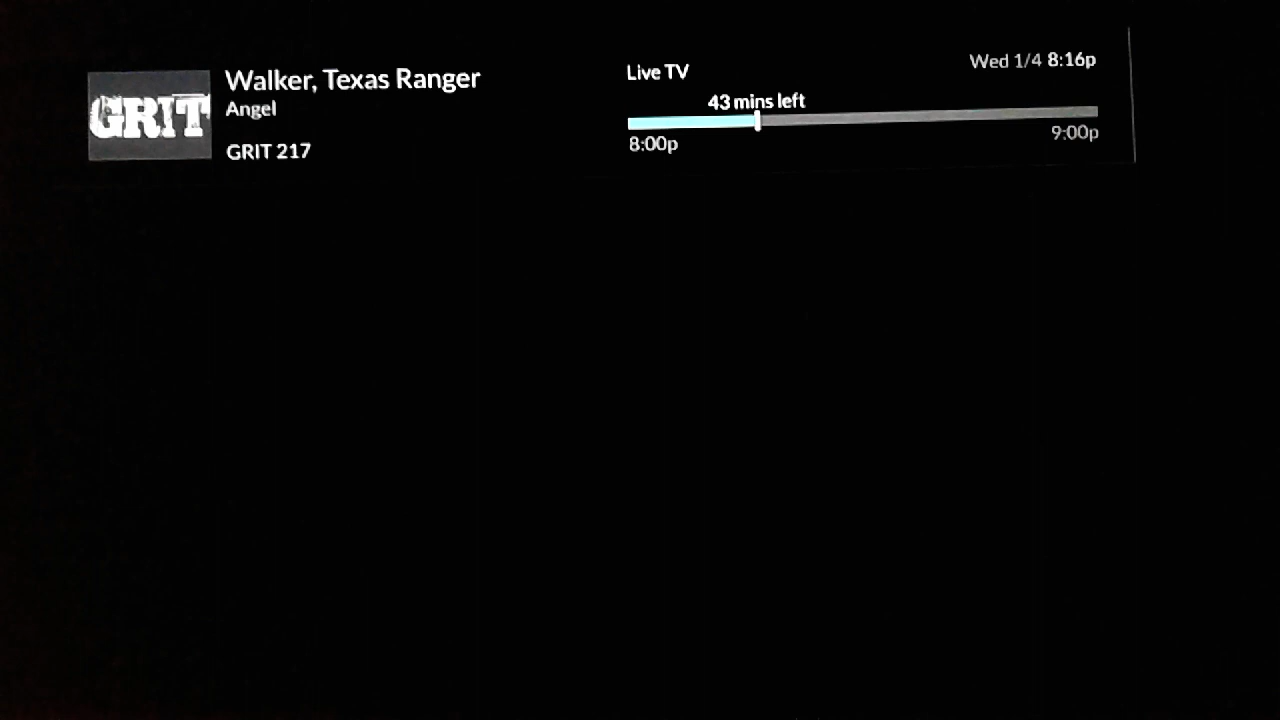 GRIT
Walker, Texas Ranger
Angel
GRIT 217
Live TV
Wed 1/4 8:16p
43 mins left
8:00p
9:00p